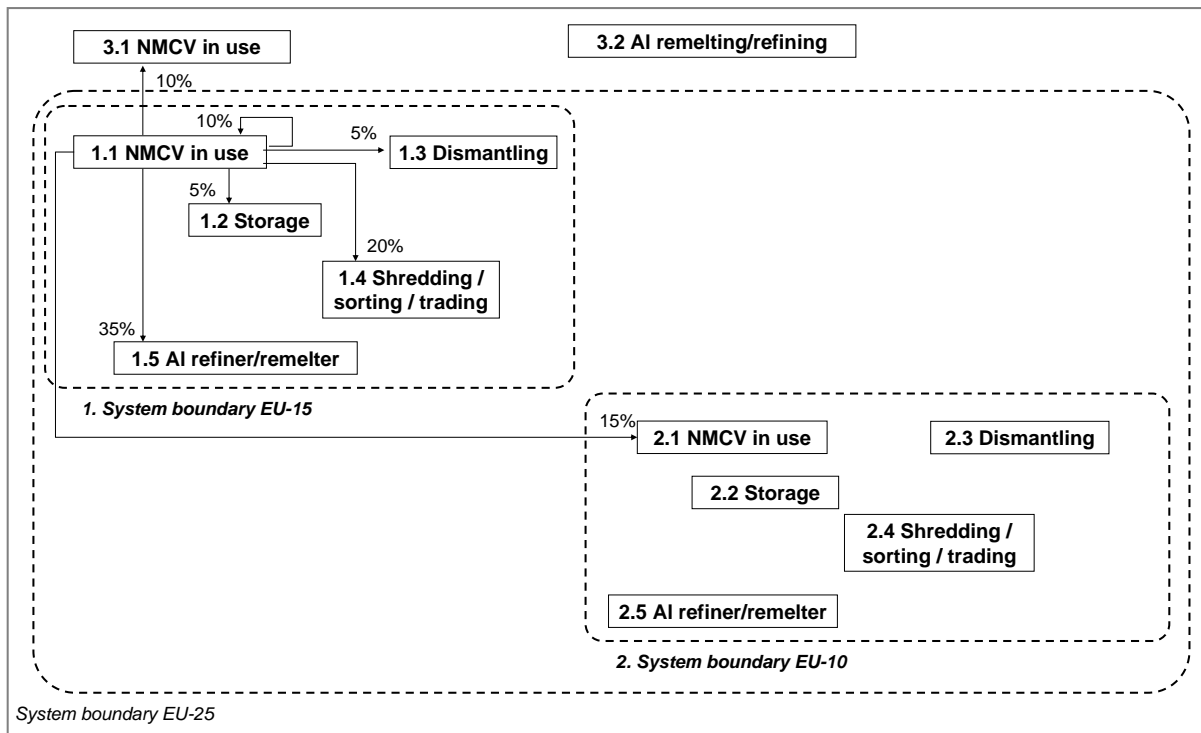 3.1 NMCV in use
3.2 Al remelting/refining
10%
10%
5%
1.1 NMCV in use
1.3 Dismantling
5%
1.2 Storage
20%
1.4 Shredding /
sorting / trading
35%
1.5 Al refiner/remelter
1. System boundary EU-15
15%
2.1 NMCV in use
2.3 Dismantling
2.2 Storage
2.4 Shredding /
sorting / trading
2.5 Al refiner/remelter
2. System boundary EU-10
System boundary EU-25